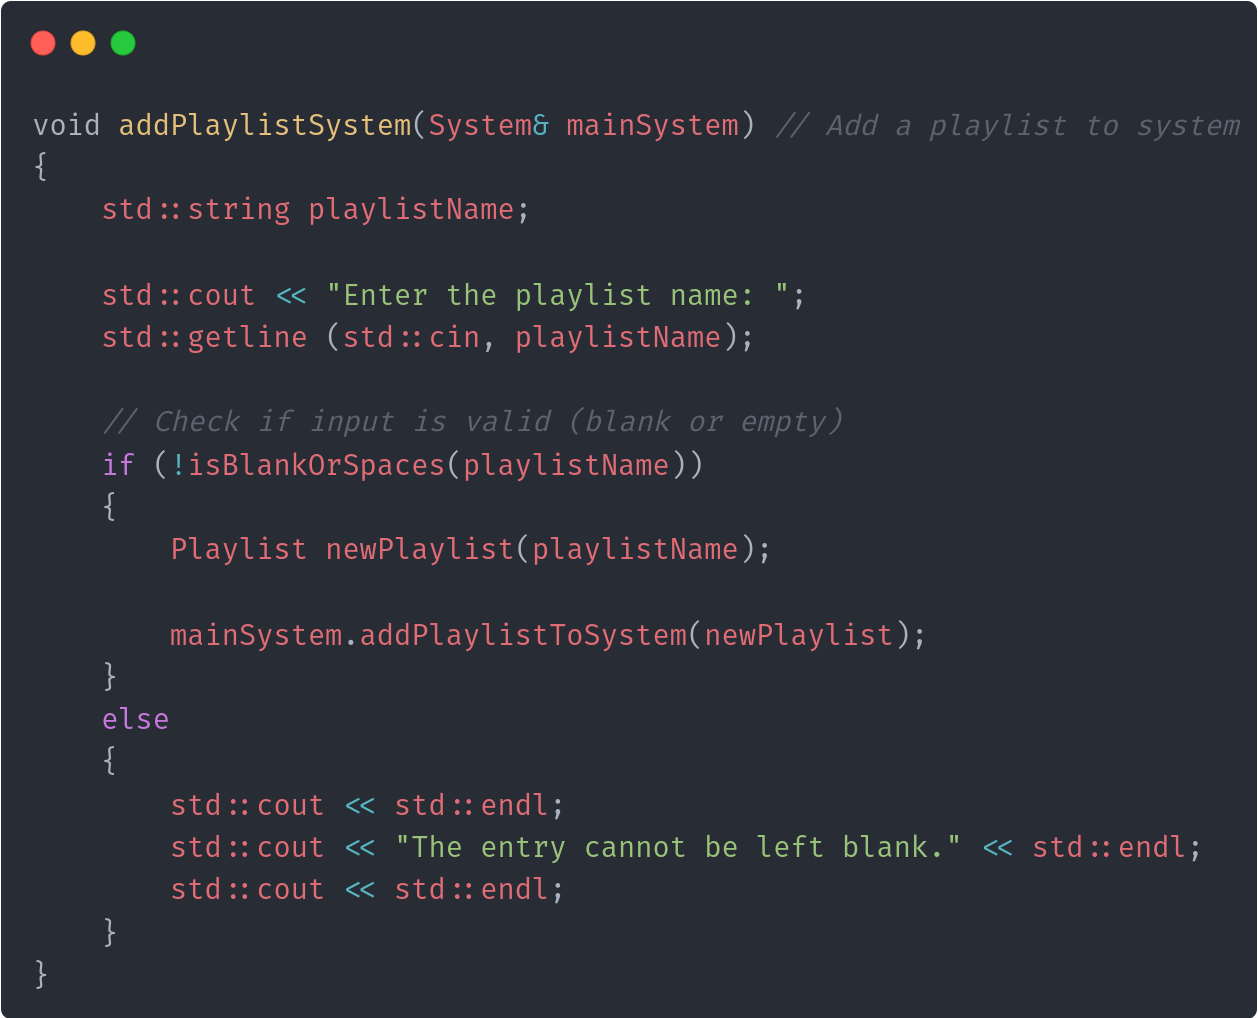 void addPlaylistSystem(System& mainSystem) // Add a playlist to system
{
    std::string playlistName;

    std::cout << "Enter the playlist name: ";
    std::getline (std::cin, playlistName);

    // Check if input is valid (blank or empty)
    if (!isBlankOrSpaces(playlistName))
    {
        Playlist newPlaylist(playlistName);

        mainSystem.addPlaylistToSystem(newPlaylist);
    }
    else
    {
        std::cout << std::endl;
        std::cout << "The entry cannot be left blank." << std::endl;
        std::cout << std::endl;
    }
}